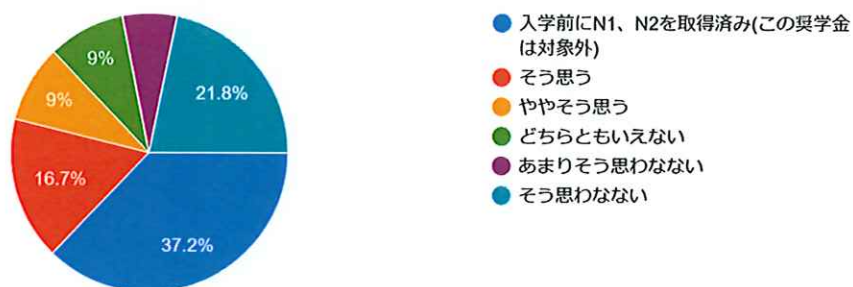 9%
9%
21.8%
16.7%
37.2%
入学前にN1、N2を取得済み(この奨学金
は対象外)
そう思う
ややそう思う
どちらともいえない
あまりそう思わなない
そう思わなない